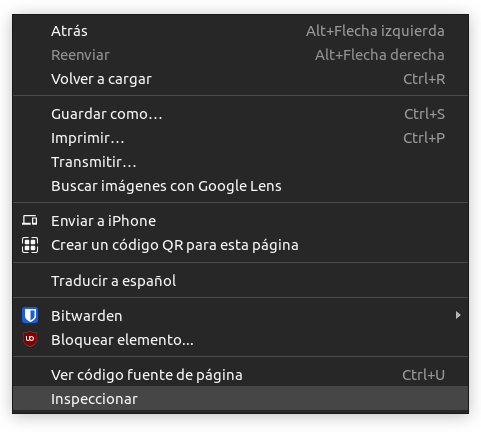 Atrás Alt+Flecha izquierda
Reenviar Alt+Flecha derecha
Volver a cargar Ctrl+R
Guardar como… Ctrl+S
Imprimir… Ctrl+P
Transmitir…
Buscar imágenes con Google Lens
Enviar a iPhone
Crear un código QR para esta página
Traducir a español
Bitwarden
Bloquear elemento...
Ver código fuente de página Ctrl+U
Inspeccionar